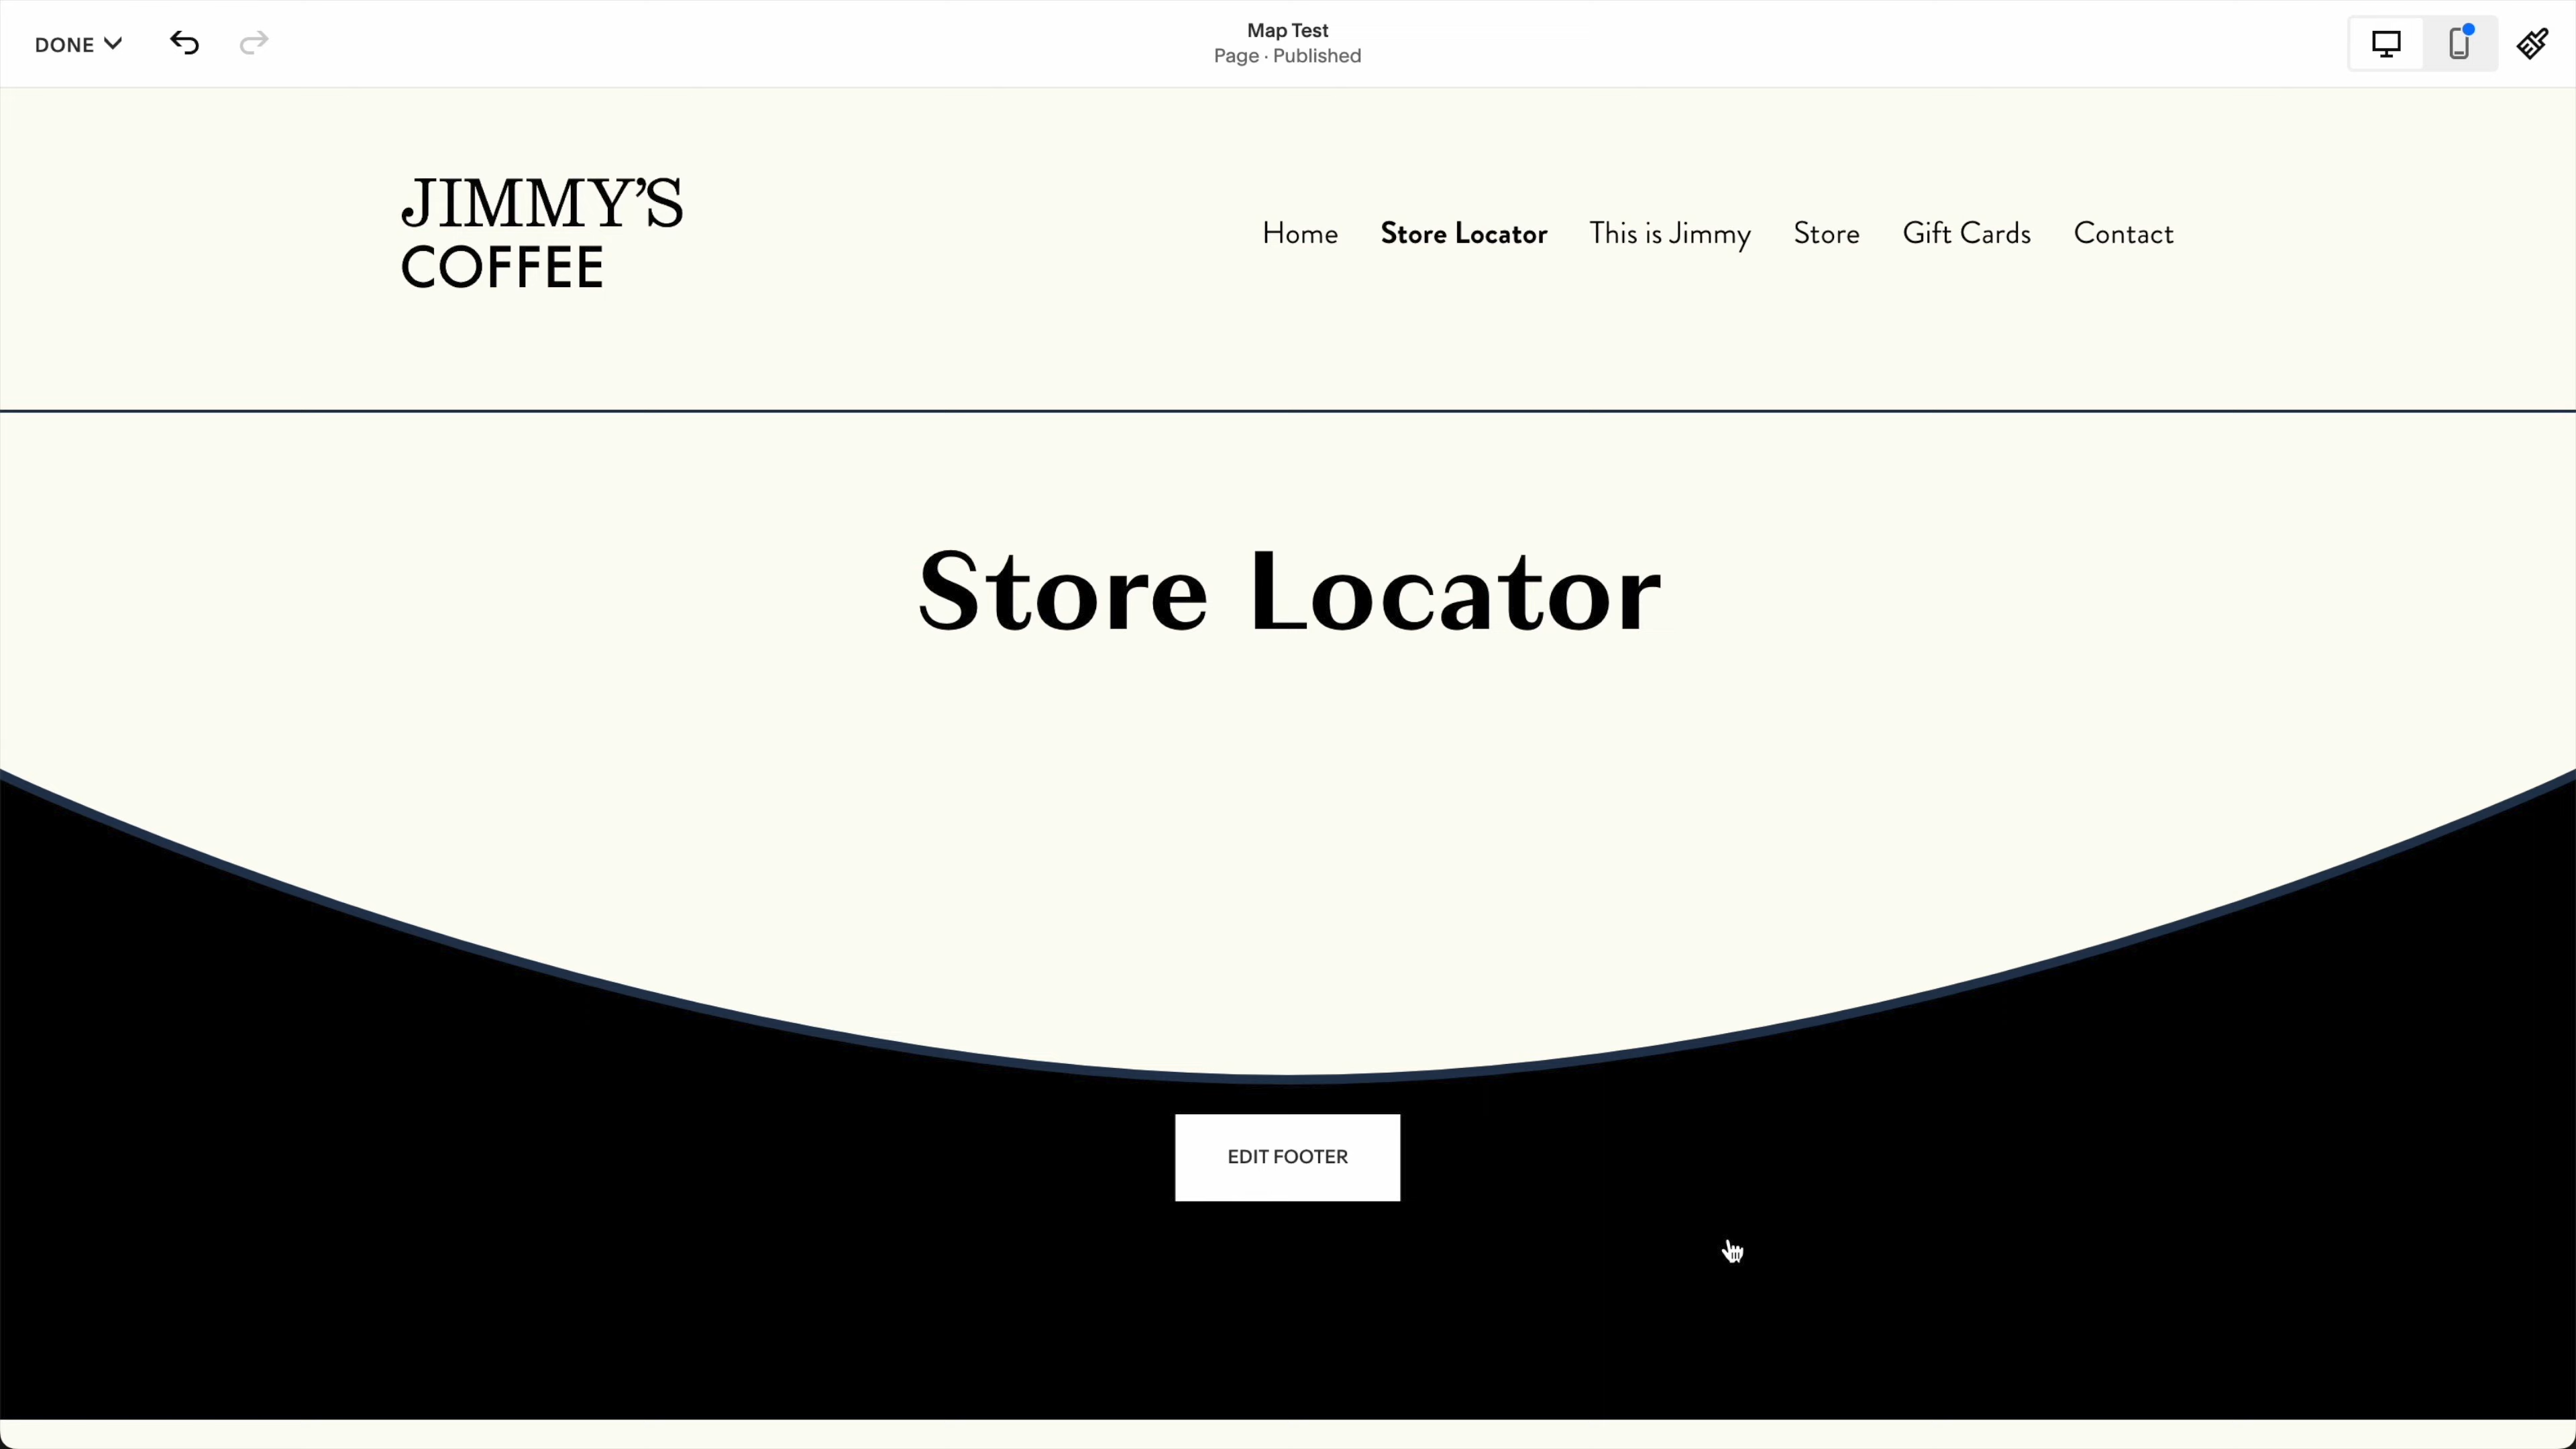 DONE
Map Test
Page · Published
JIMMY’S
COFFEE
Home Store Locator This is Jimmy Store Gift Cards Contact
Store Locator
EDIT FOOTER